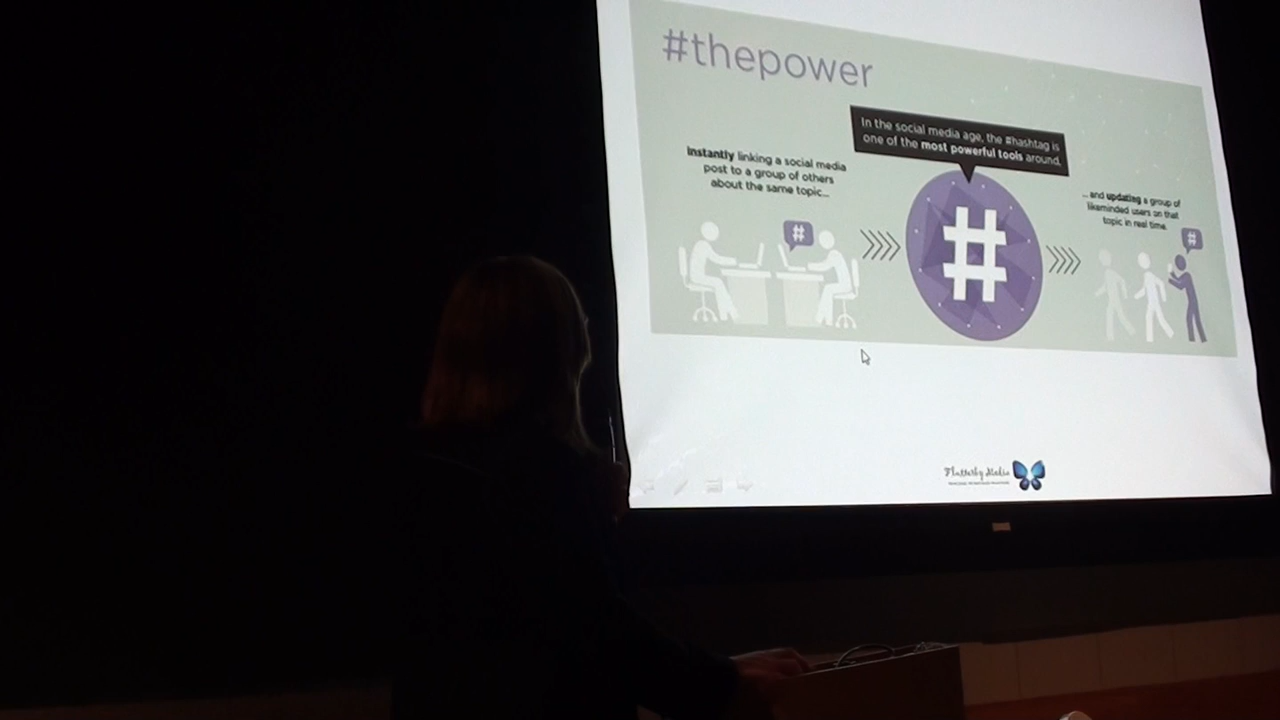 #thepower
In the social media age, the #hashtag is
one of the most powerful tools around.
instantly linking a social media
post to a group of others
about the same topic...
#
#
... and updating a group of
likeminded users on that
topic in real time.
#
Flutterby Media